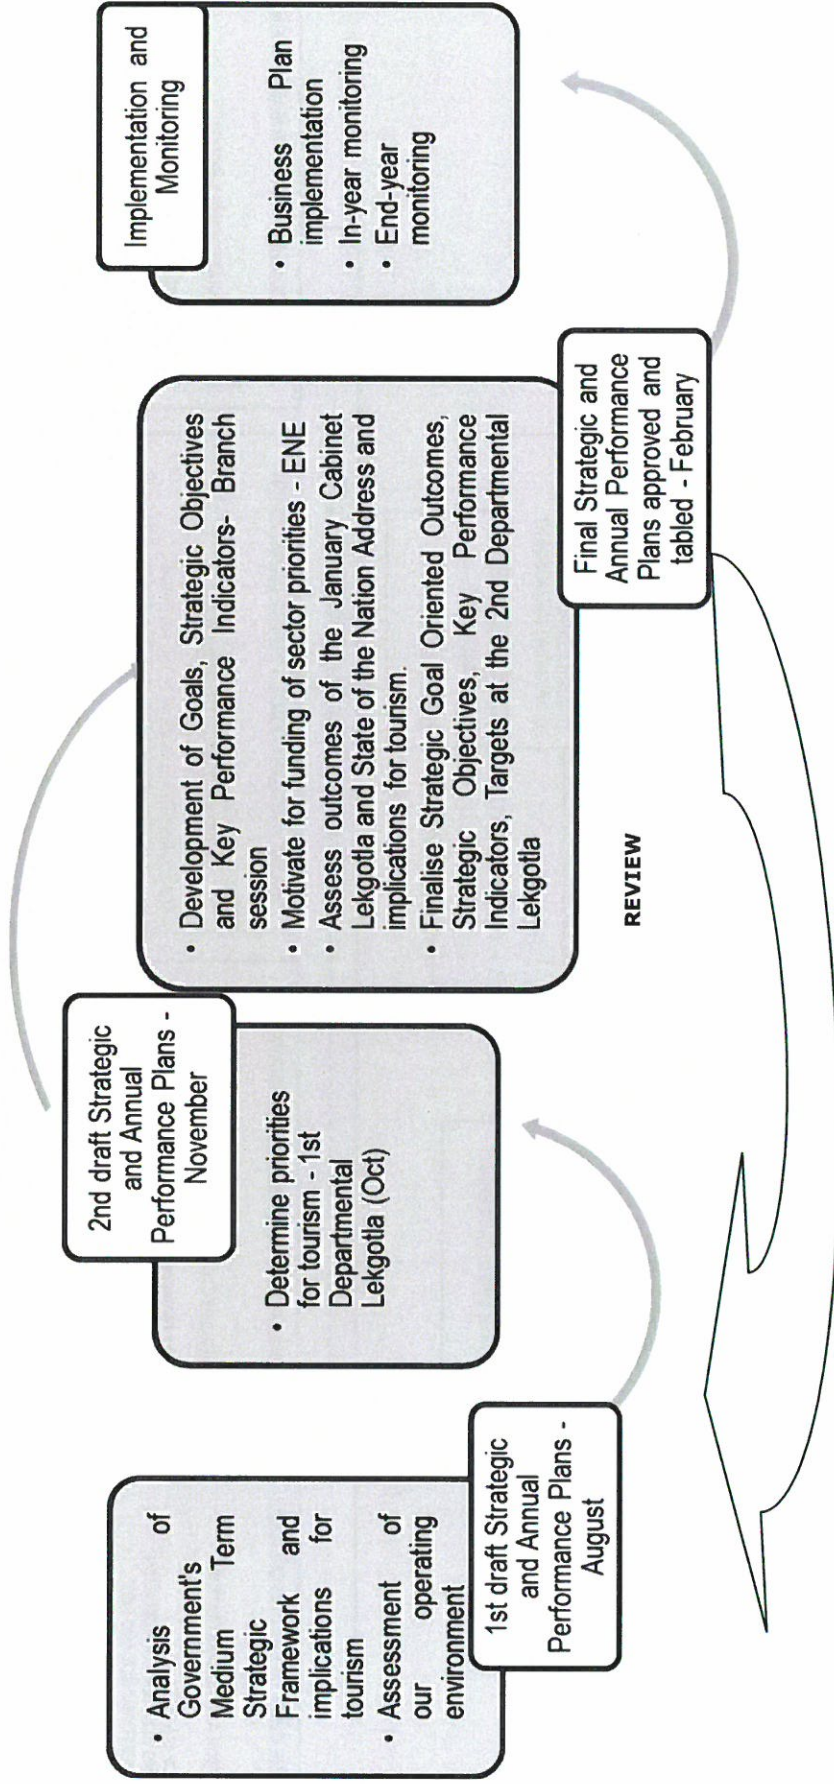 • Analysis of
Government's
Medium Term
Strategic
Framework and
implications for
tourism
• Assessment of
our operating
environment
1st draft Strategic
and Annual
Performance Plans -
August
2nd draft Strategic
and Annual
Performance Plans -
November
• Determine priorities
for tourism - 1st
Departmental
Lekgotla (Oct)
• Development of Goals, Strategic Objectives
and Key Performance Indicators- Branch
session
• Motivate for funding of sector priorities - ENE
• Assess outcomes of the January Cabinet
Lekgotla and State of the Nation Address and
implications for tourism.
• Finalise Strategic Goal Oriented Outcomes,
Strategic Objectives, Key Performance
Indicators, Targets at the 2nd Departmental
Lekgotla
Final Strategic and
Annual Performance
Plans approved and
tabled - February
Implementation and
Monitoring
• Business Plan
implementation
• In-year monitoring
• End-year
monitoring
REVIEW